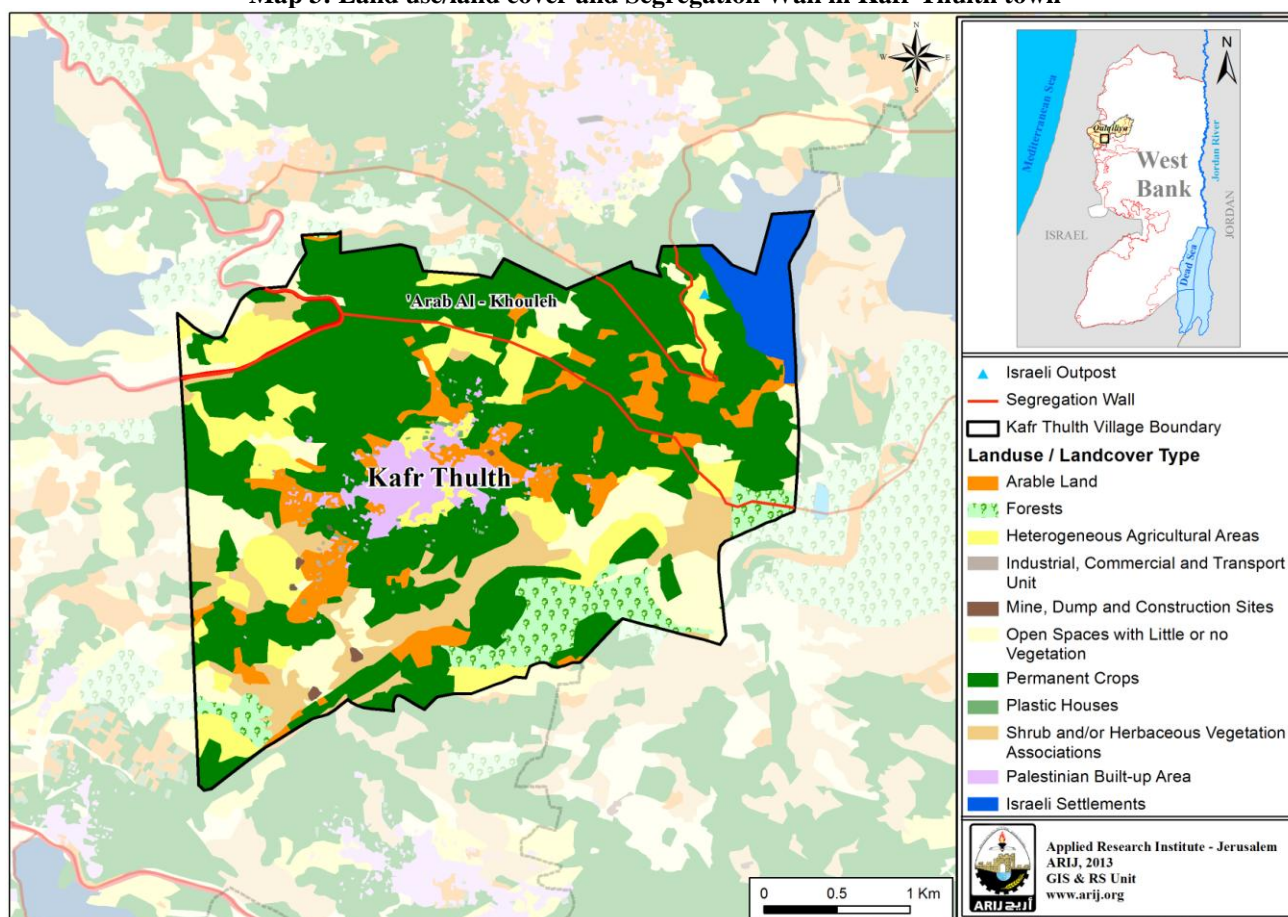 Map 3: Land use/land cover and Segregation Wall in Kafr Thulth town
N
W
E
S
'Arab Al - Khouleh
Kafr Thulth
0 0.5 1 Km
N
Mediterranean Sea
Qalqiliya
West
Bank
Jordan River
ISRAEL
JORDAN
Dead Sea
Israeli Outpost
Segregation Wall
Kafr Thulth Village Boundary
Landuse / Landcover Type
Arable Land
Forests
Heterogeneous Agricultural Areas
Industrial, Commercial and Transport
Unit
Mine, Dump and Construction Sites
Open Spaces with Little or no
Vegetation
Permanent Crops
Plastic Houses
Shrub and/or Herbaceous Vegetation
Associations
Palestinian Built-up Area
Israeli Settlements
ARIJ أريج
Applied Research Institute - Jerusalem
ARIJ, 2013
GIS & RS Unit
www.arij.org